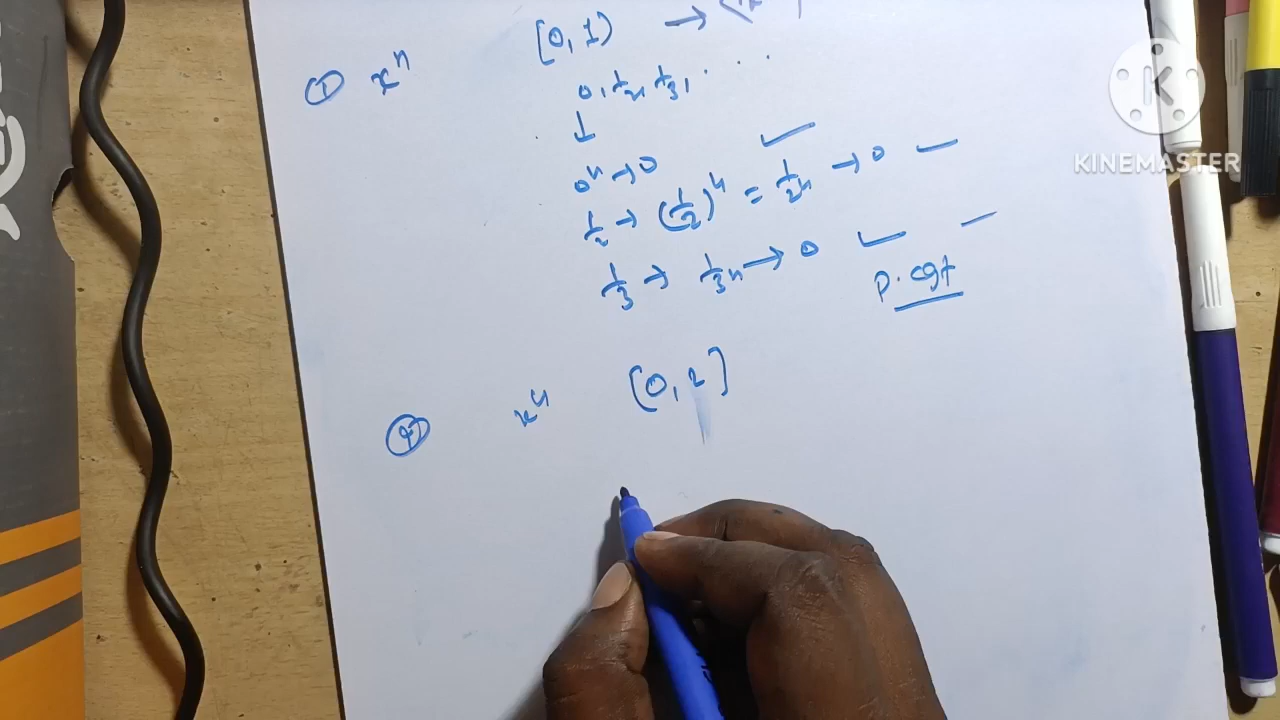 ① xⁿ [0, 1) →
0, 1/2, 1/3, . . .
↓
0ⁿ → 0
1/2 → (1/2)ⁿ = 1/2ⁿ → 0
1/3 → 1/3ⁿ → 0
p. cgt
xⁿ [0, 2]
KINEMASTER